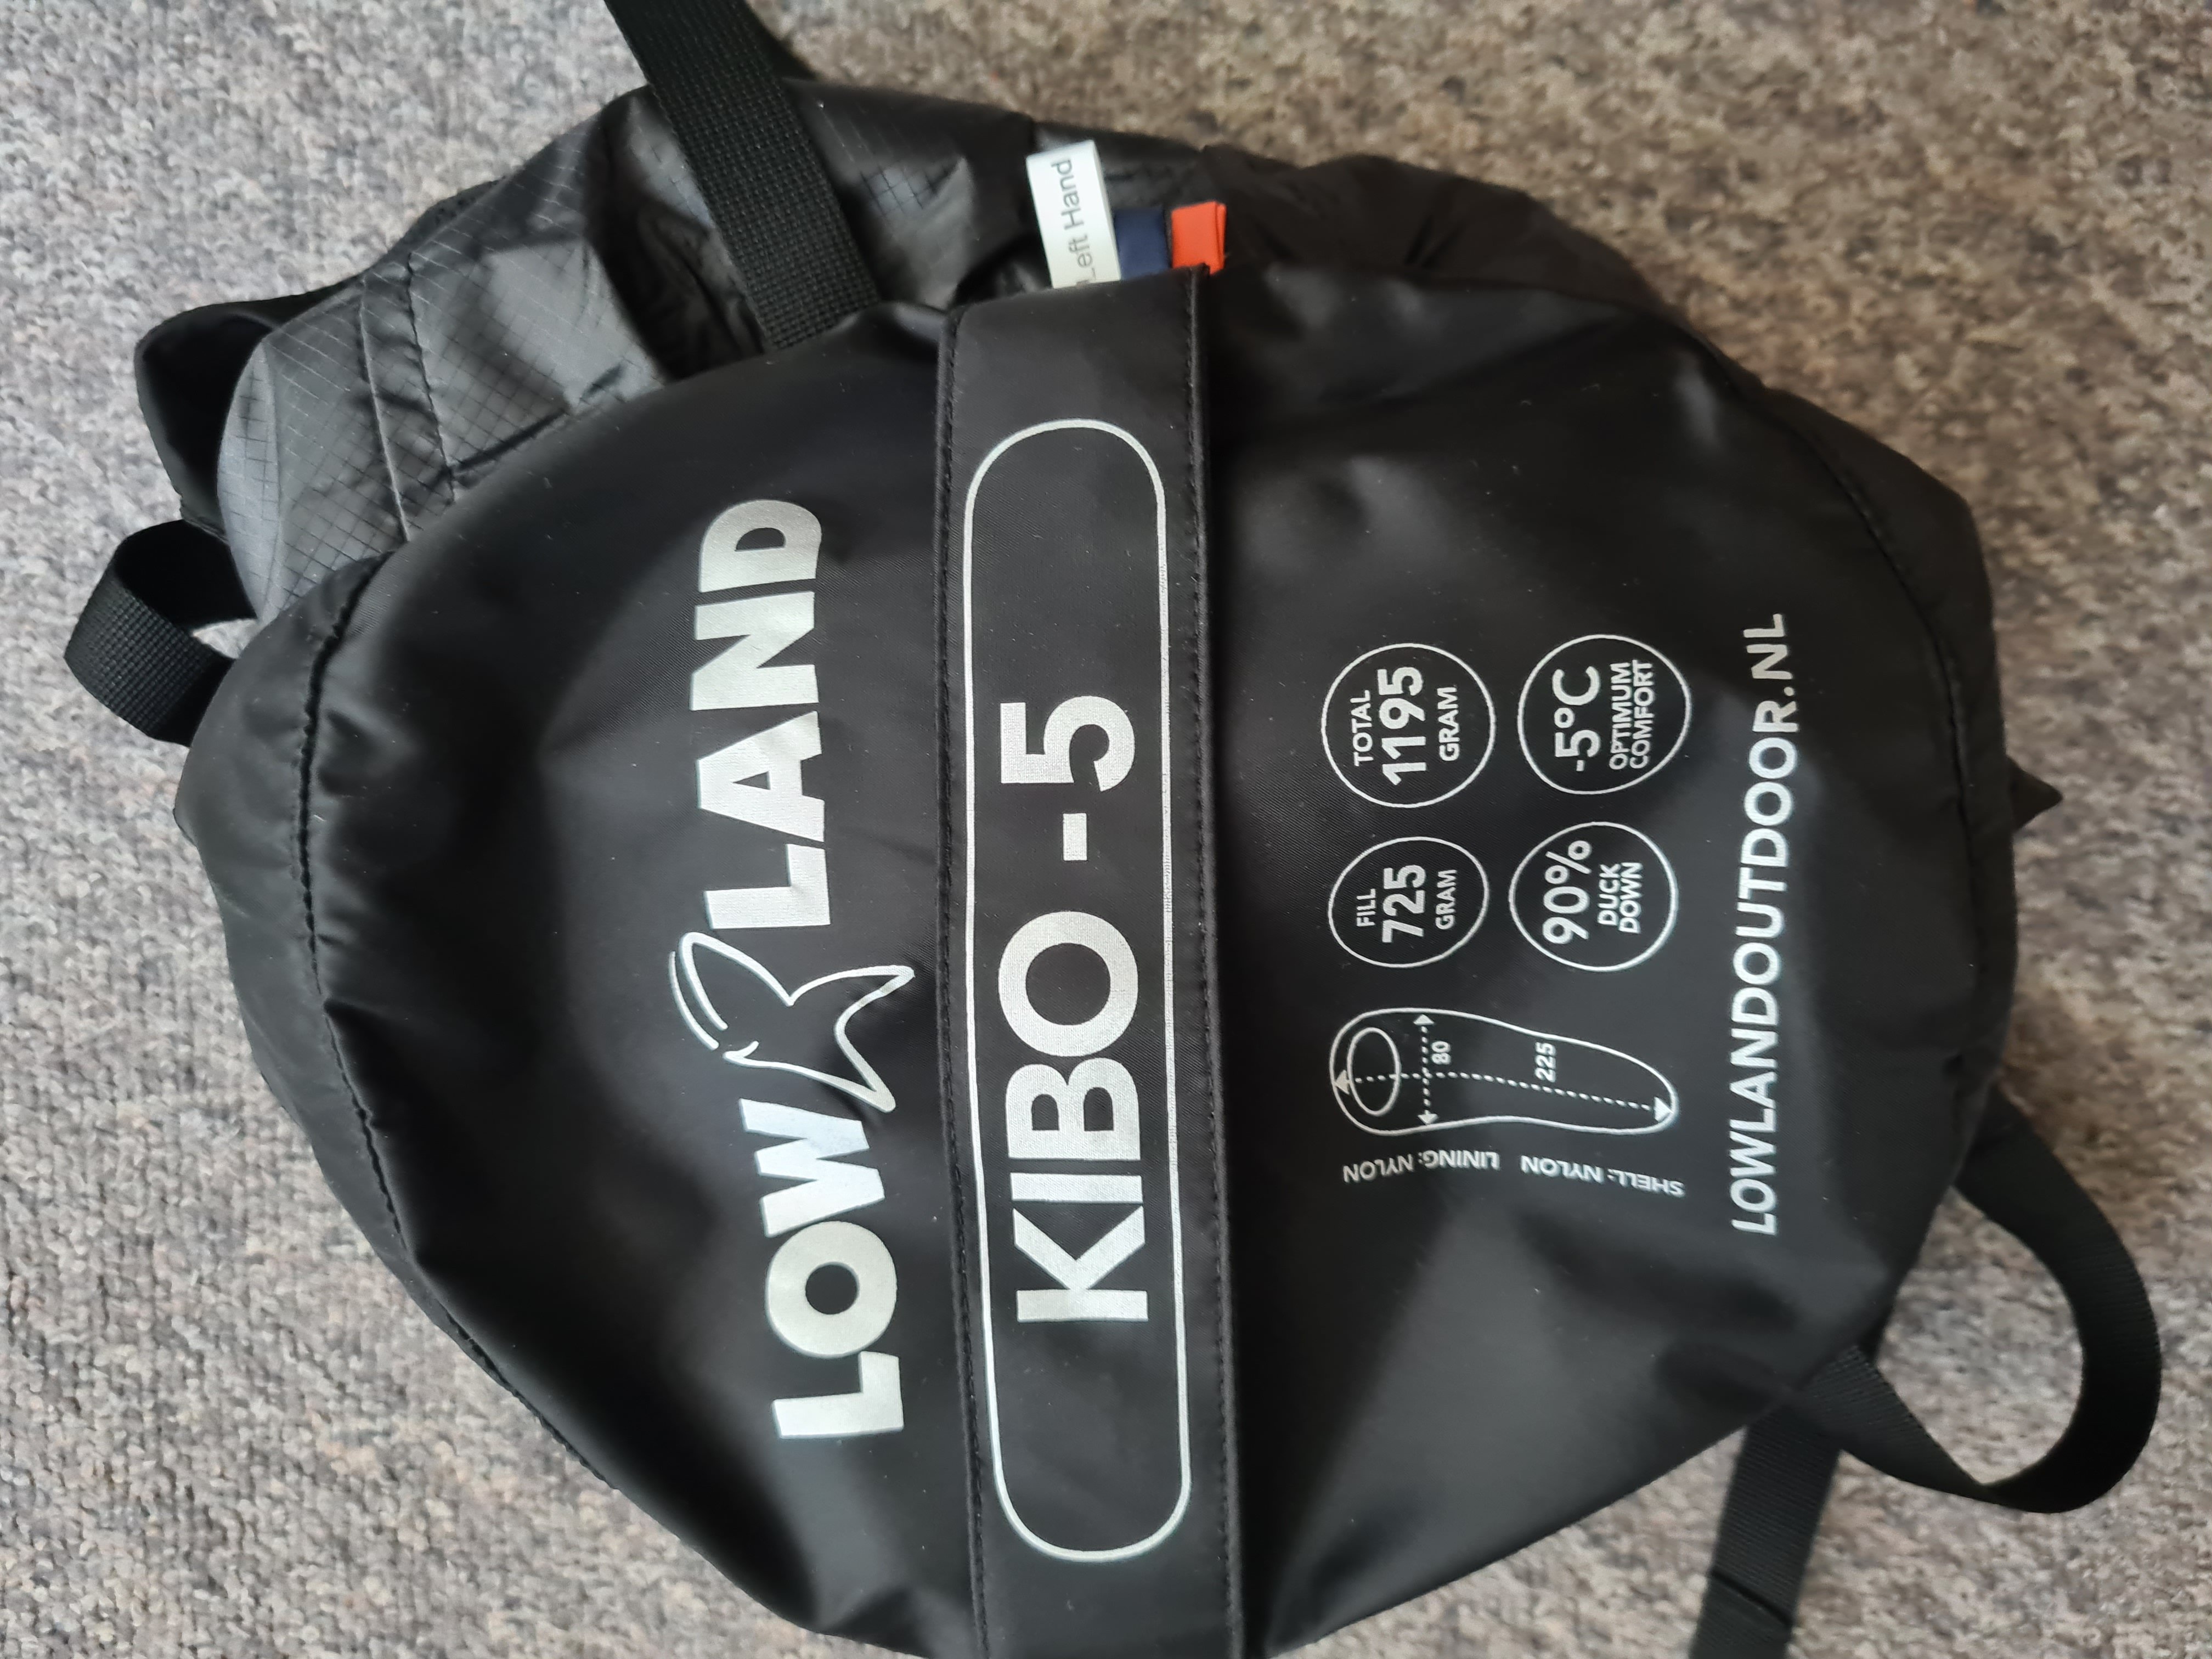 Left Hand
LOWLAND
KIBO -5
FILL
725
GRAM
TOTAL
1195
GRAM
90%
DUCK
DOWN
-5°C
OPTIMUM
COMFORT
80
225
SHELL: NYLON LINING: NYLON
LOWLANDOUTDOOR.NL